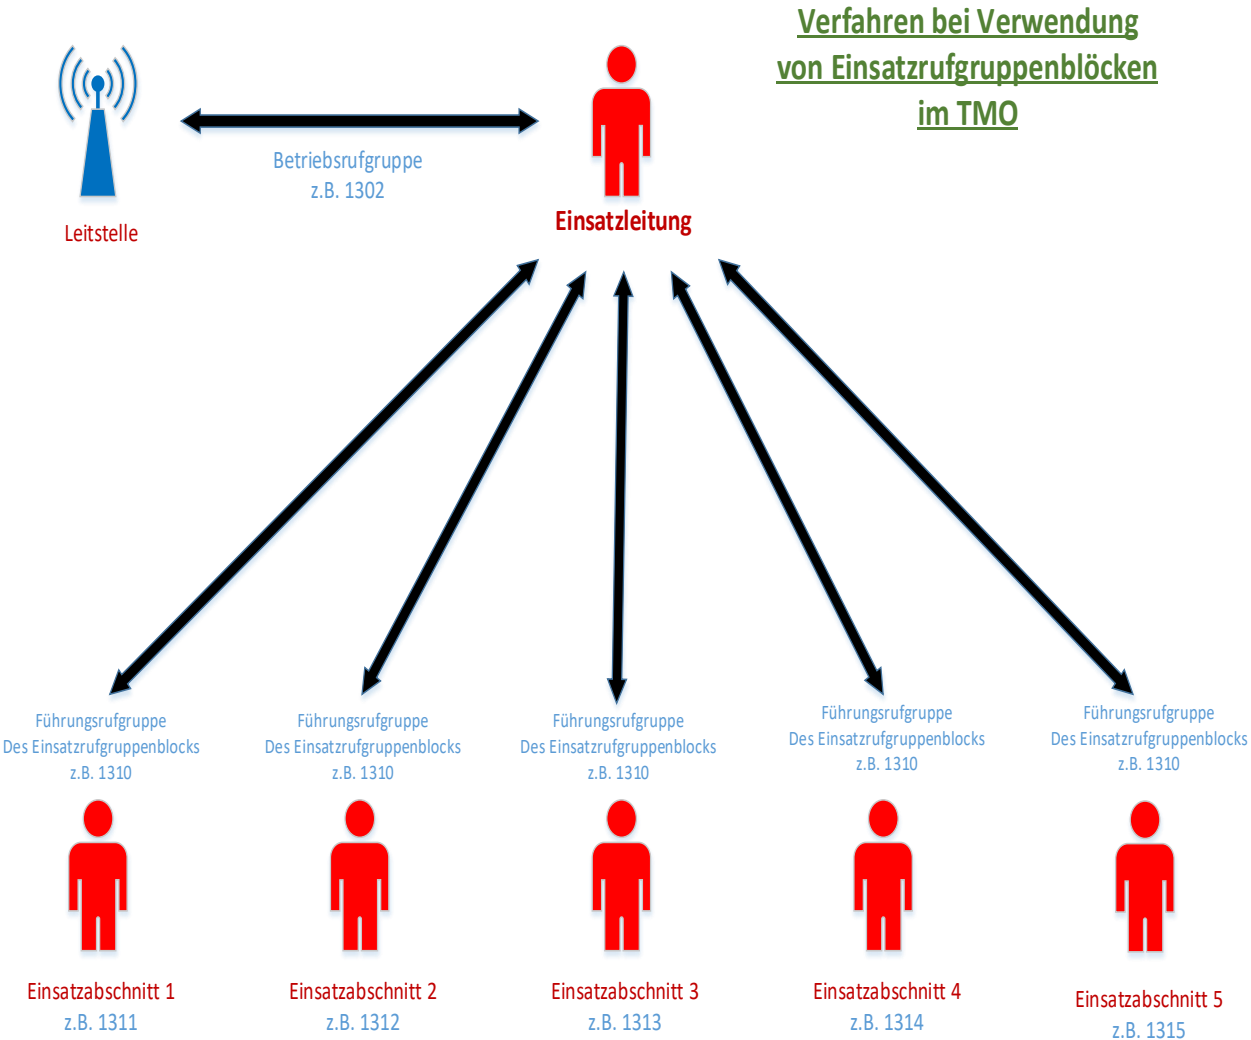 Verfahren bei Verwendung
von Einsatzrufgruppenblöcken
im TMO
Betriebsrufgruppe
z.B. 1302
Leitstelle
Einsatzleitung
Führungsrufgruppe
Des Einsatzrufgruppenblocks
z.B. 1310
Führungsrufgruppe
Des Einsatzrufgruppenblocks
z.B. 1310
Führungsrufgruppe
Des Einsatzrufgruppenblocks
z.B. 1310
Führungsrufgruppe
Des Einsatzrufgruppenblocks
z.B. 1310
Führungsrufgruppe
Des Einsatzrufgruppenblocks
z.B. 1310
Einsatzabschnitt 1
z.B. 1311
Einsatzabschnitt 2
z.B. 1312
Einsatzabschnitt 3
z.B. 1313
Einsatzabschnitt 4
z.B. 1314
Einsatzabschnitt 5
z.B. 1315